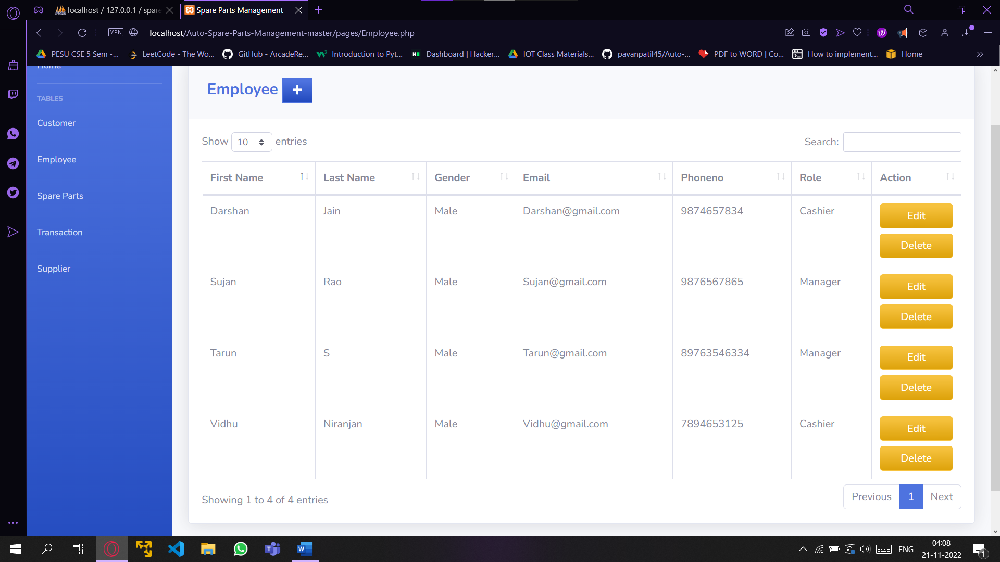 localhost / 127.0.0.1 / spare
Spare Parts Management
VPN
localhost/Auto-Spare-Parts-Management-master/pages/Employee.php
PESU CSE 5 Sem -...
LeetCode - The Wo...
GitHub - ArcadeRe...
Introduction to Pyt...
Dashboard | Hacker...
IOT Class Materials...
pavanpatil45/Auto-...
PDF to WORD | Co...
How to implement...
Home
Home
TABLES
Customer
Employee
Spare Parts
Transaction
Supplier
Employee +
Show 10 entries
Search:
First Name Last Name Gender Email Phoneno Role Action
Darshan Jain Male Darshan@gmail.com 9874657834 Cashier Edit
Delete
Sujan Rao Male Sujan@gmail.com 9876567865 Manager Edit
Delete
Tarun S Male Tarun@gmail.com 89763546334 Manager Edit
Delete
Vidhu Niranjan Male Vidhu@gmail.com 7894653125 Cashier Edit
Delete
Showing 1 to 4 of 4 entries
Previous 1 Next
ENG
04:08
21-11-2022
1